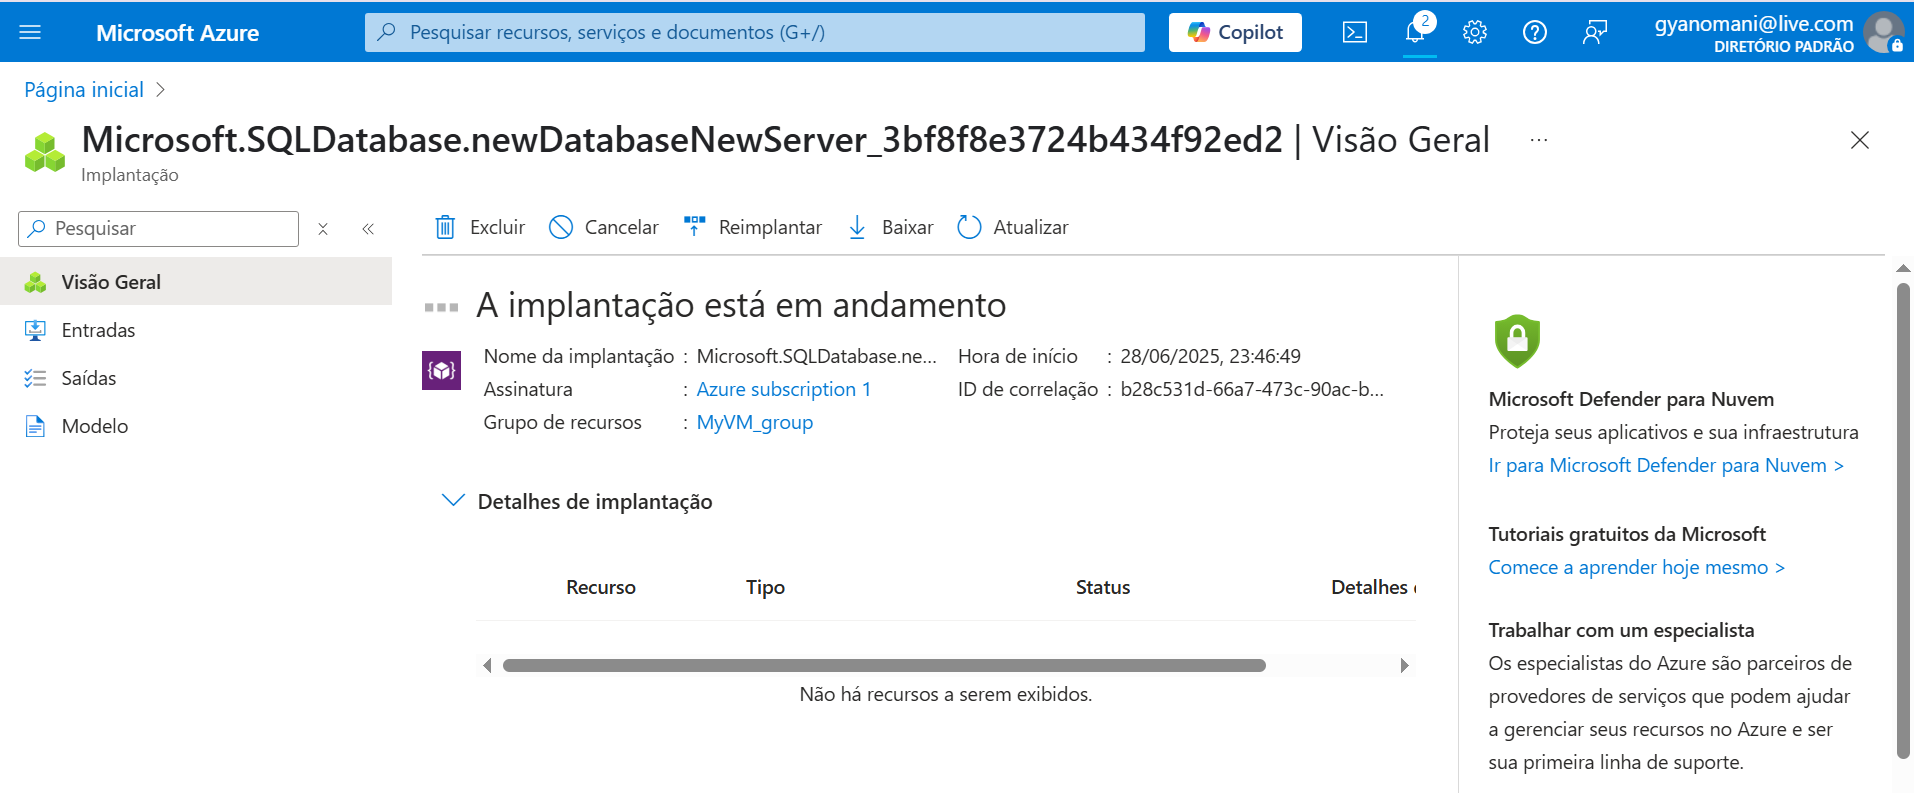 Microsoft Azure
Pesquisar recursos, serviços e documentos (G+/)
Copilot
2
gyanomani@live.com
DIRETÓRIO PADRÃO
Página inicial
Microsoft.SQLDatabase.newDatabaseNewServer_3bf8f8e3724b434f92ed2 | Visão Geral ...
Implantação
Pesquisar
Excluir
Cancelar
Reimplantar
Baixar
Atualizar
Visão Geral
Entradas
Saídas
Modelo
A implantação está em andamento
Nome da implantação : Microsoft.SQLDatabase.ne...
Assinatura : Azure subscription 1
Grupo de recursos : MyVM_group
Hora de início : 28/06/2025, 23:46:49
ID de correlação : b28c531d-66a7-473c-90ac-b...
Detalhes de implantação
Recurso Tipo Status Detalhes
Não há recursos a serem exibidos.
Microsoft Defender para Nuvem
Proteja seus aplicativos e sua infraestrutura
Ir para Microsoft Defender para Nuvem >
Tutoriais gratuitos da Microsoft
Comece a aprender hoje mesmo >
Trabalhar com um especialista
Os especialistas do Azure são parceiros de
provedores de serviços que podem ajudar
a gerenciar seus recursos no Azure e ser
sua primeira linha de suporte.